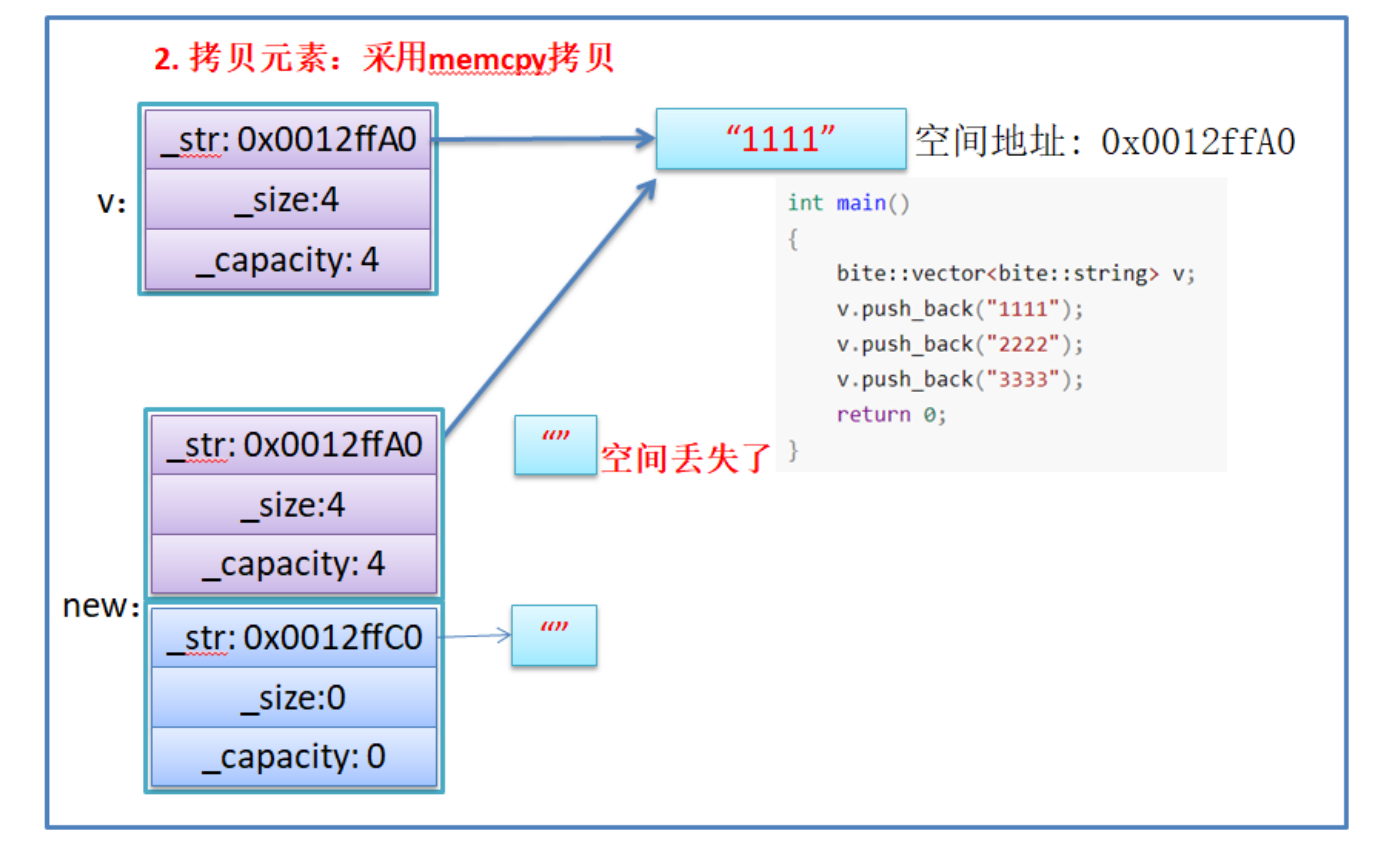 2. 拷贝元素：采用memcpy拷贝
_str: 0x0012ffA0
“1111”
空间地址：0x0012ffA0
v：
_size:4
_capacity: 4
int main()
{
bite::vector<bite::string> v;
v.push_back("1111");
v.push_back("2222");
v.push_back("3333");
return 0;
}
_str: 0x0012ffA0
“”
空间丢失了
_size:4
_capacity: 4
new：
_str: 0x0012ffC0
“”
_size:0
_capacity: 0